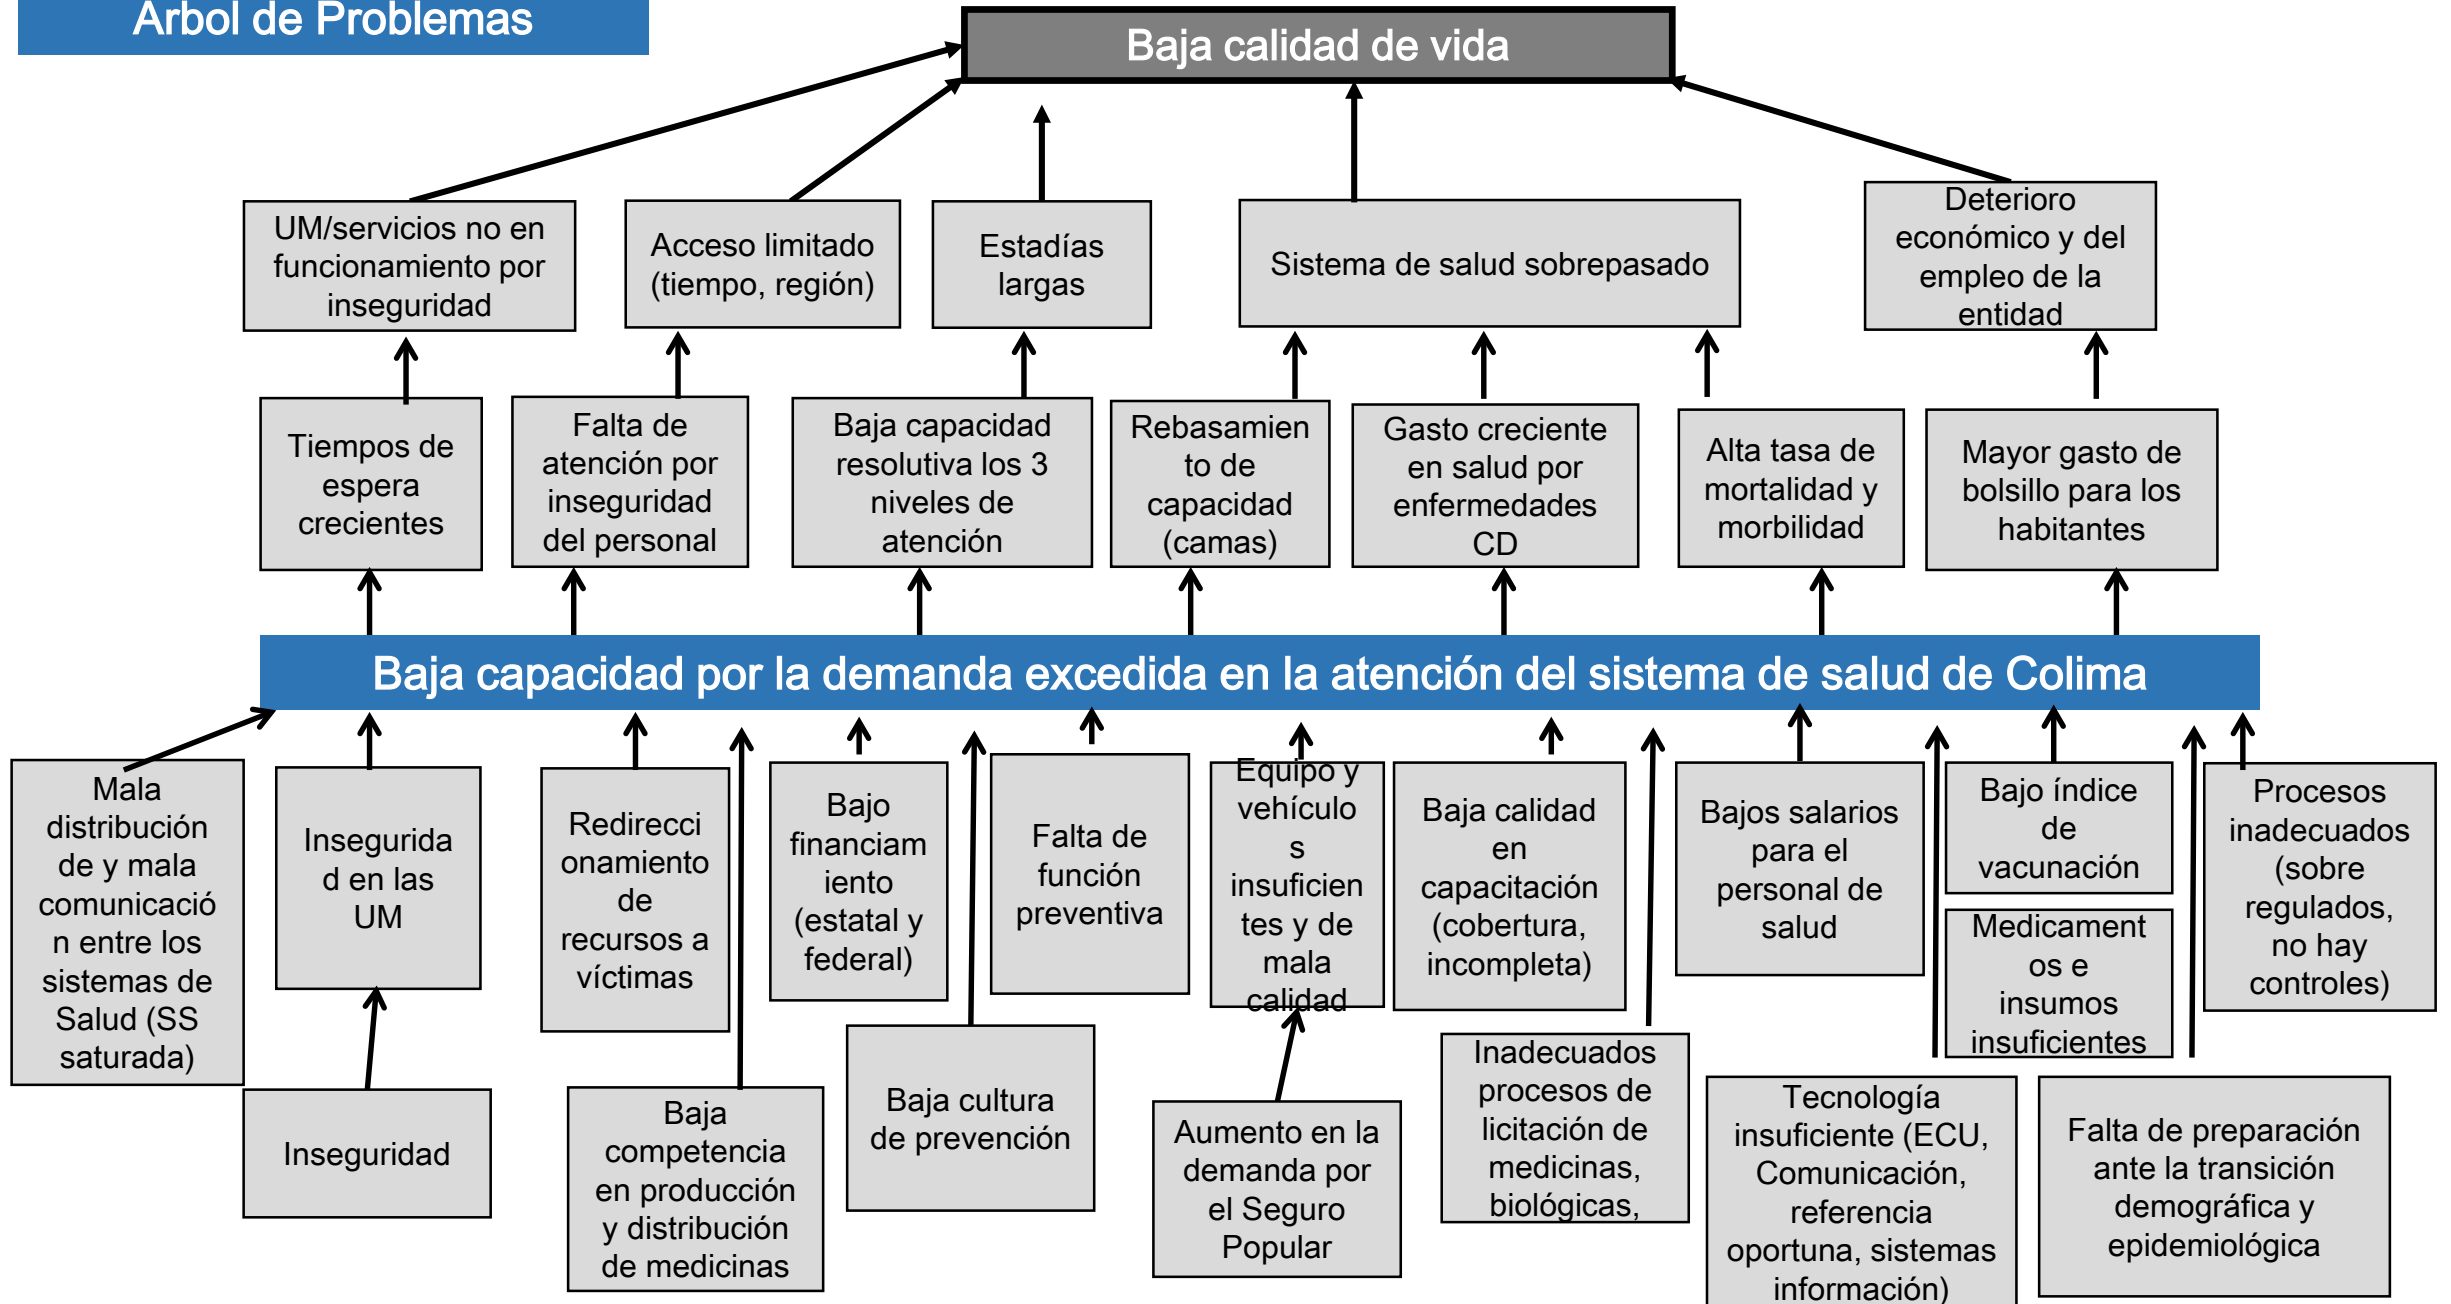 Arbol de Problemas
Baja calidad de vida
UM/servicios no en
funcionamiento por
inseguridad
Acceso limitado
(tiempo, región)
Estadías
largas
Sistema de salud sobrepasado
Deterioro
económico y del
empleo de la
entidad
Tiempos de
espera
crecientes
Falta de
atención por
inseguridad
del personal
Baja capacidad
resolutiva los 3
niveles de
atención
Rebasamien
to de
capacidad
(camas)
Gasto creciente
en salud por
enfermedades
CD
Alta tasa de
mortalidad y
morbilidad
Mayor gasto de
bolsillo para los
habitantes
Baja capacidad por la demanda excedida en la atención del sistema de salud de Colima
Mala
distribución
de y mala
comunicació
n entre los
sistemas de
Salud (SS
saturada)
Insegurida
d en las
UM
Redirecci
onamiento
de
recursos a
víctimas
Bajo
financiam
iento
(estatal y
federal)
Falta de
función
preventiva
Equipo y
vehículo
s
insuficien
tes y de
mala
calidad
Baja calidad
en
capacitación
(cobertura,
incompleta)
Bajos salarios
para el
personal de
salud
Bajo índice
de
vacunación
Medicament
os e
insumos
insuficientes
Procesos
inadecuados
(sobre
regulados,
no hay
controles)
Inseguridad
Baja
competencia
en producción
y distribución
de medicinas
Baja cultura
de prevención
Aumento en la
demanda por
el Seguro
Popular
Inadecuados
procesos de
licitación de
medicinas,
biológicas,
Tecnología
insuficiente (ECU,
Comunicación,
referencia
oportuna, sistemas
información)
Falta de preparación
ante la transición
demográfica y
epidemiológica